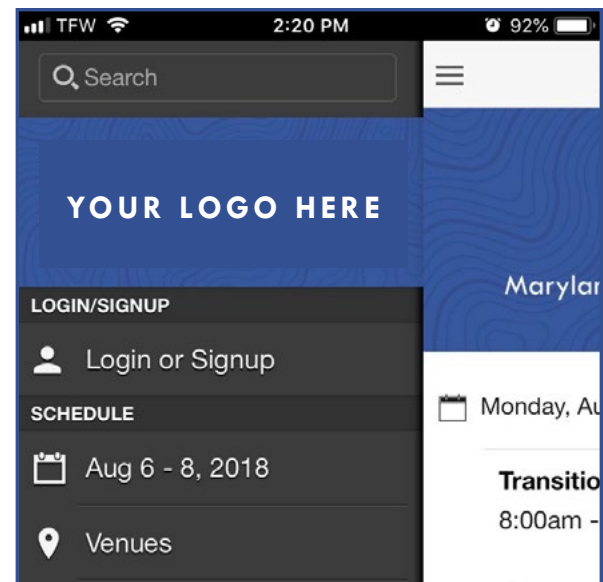 TFW 2:20 PM 92%
Search
YOUR LOGO HERE
Marylan
LOGIN/SIGNUP
Login or Signup
SCHEDULE
Monday, Au
Aug 6 - 8, 2018
Transitio
8:00am -
Venues